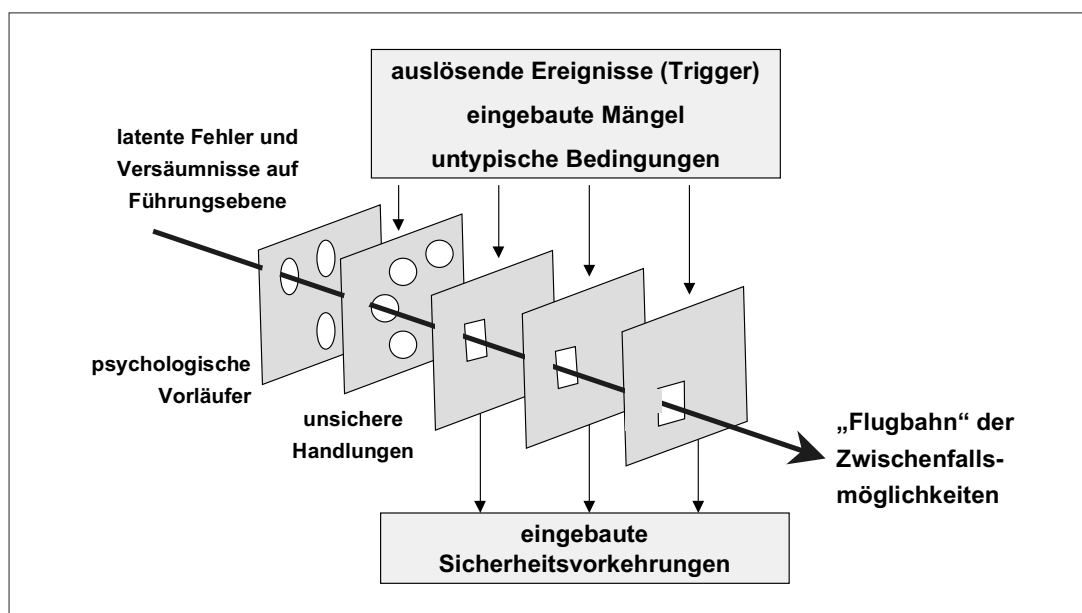 auslösende Ereignisse (Trigger)
eingebaute Mängel
untypische Bedingungen
latente Fehler und
Versäumnisse auf
Führungsebene
psychologische
Vorläufer
unsichere
Handlungen
„Flugbahn“ der
Zwischenfalls-
möglichkeiten
eingebaute
Sicherheitsvorkehrungen